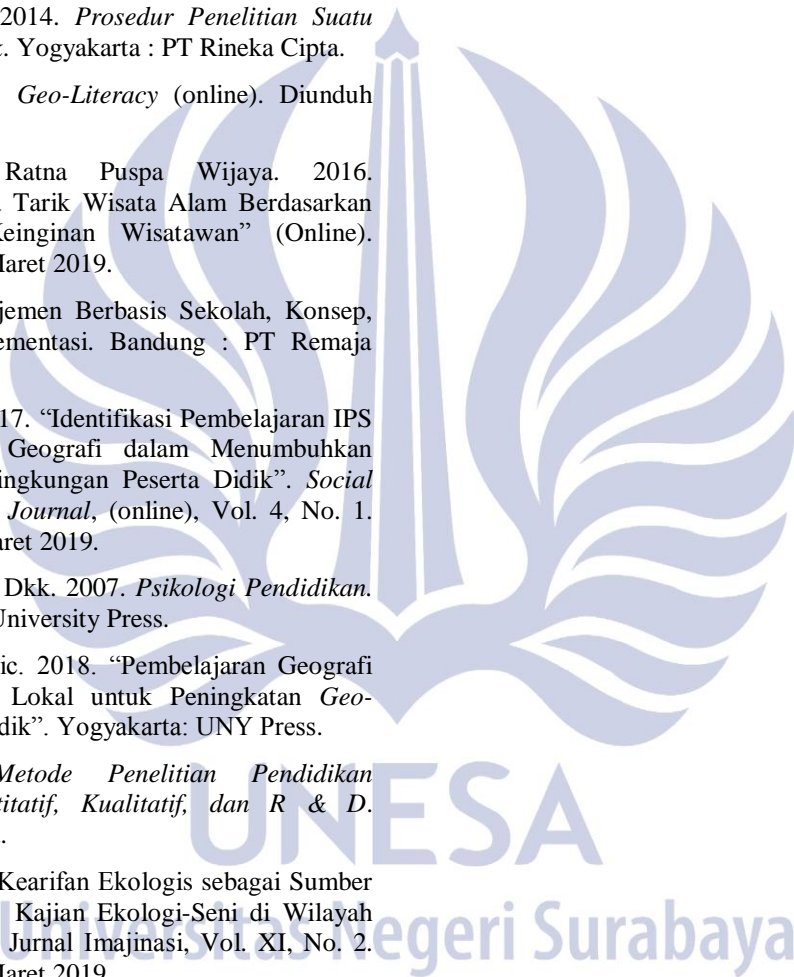 2014. Prosedur Penelitian Suatu
. Yogyakarta : PT Rineka Cipta.
Geo-Literacy (online). Diunduh
Ratna Puspa Wijaya. 2016.
Tarik Wisata Alam Berdasarkan
Keinginan Wisatawan” (Online).
Maret 2019.
jemen Berbasis Sekolah, Konsep,
ementasi. Bandung : PT Remaja
17. “Identifikasi Pembelajaran IPS
Geografi dalam Menumbuhkan
ingkungan Peserta Didik”. Social
Journal, (online), Vol. 4, No. 1.
aret 2019.
Dkk. 2007. Psikologi Pendidikan.
University Press.
ic. 2018. “Pembelajaran Geografi
Lokal untuk Peningkatan Geo-
dik”. Yogyakarta: UNY Press.
Metode Penelitian Pendidikan
titatif, Kualitatif, dan R & D.
.
Kearifan Ekologis sebagai Sumber
Kajian Ekologi-Seni di Wilayah
Jurnal Imajinasi, Vol. XI, No. 2.
Maret 2019.
UNESA
Universitas Negeri Surabaya